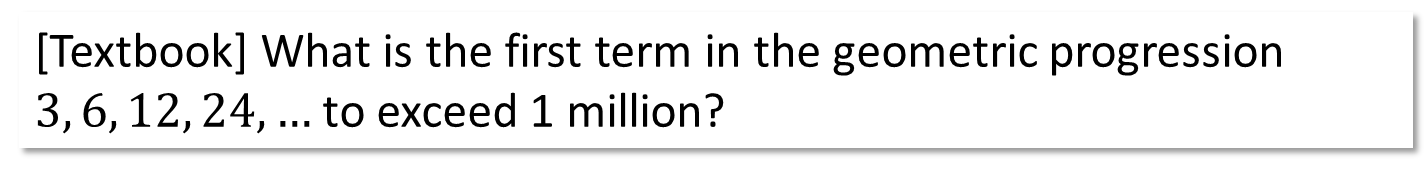 [Textbook] What is the first term in the geometric progression
3, 6, 12, 24, ... to exceed 1 million?